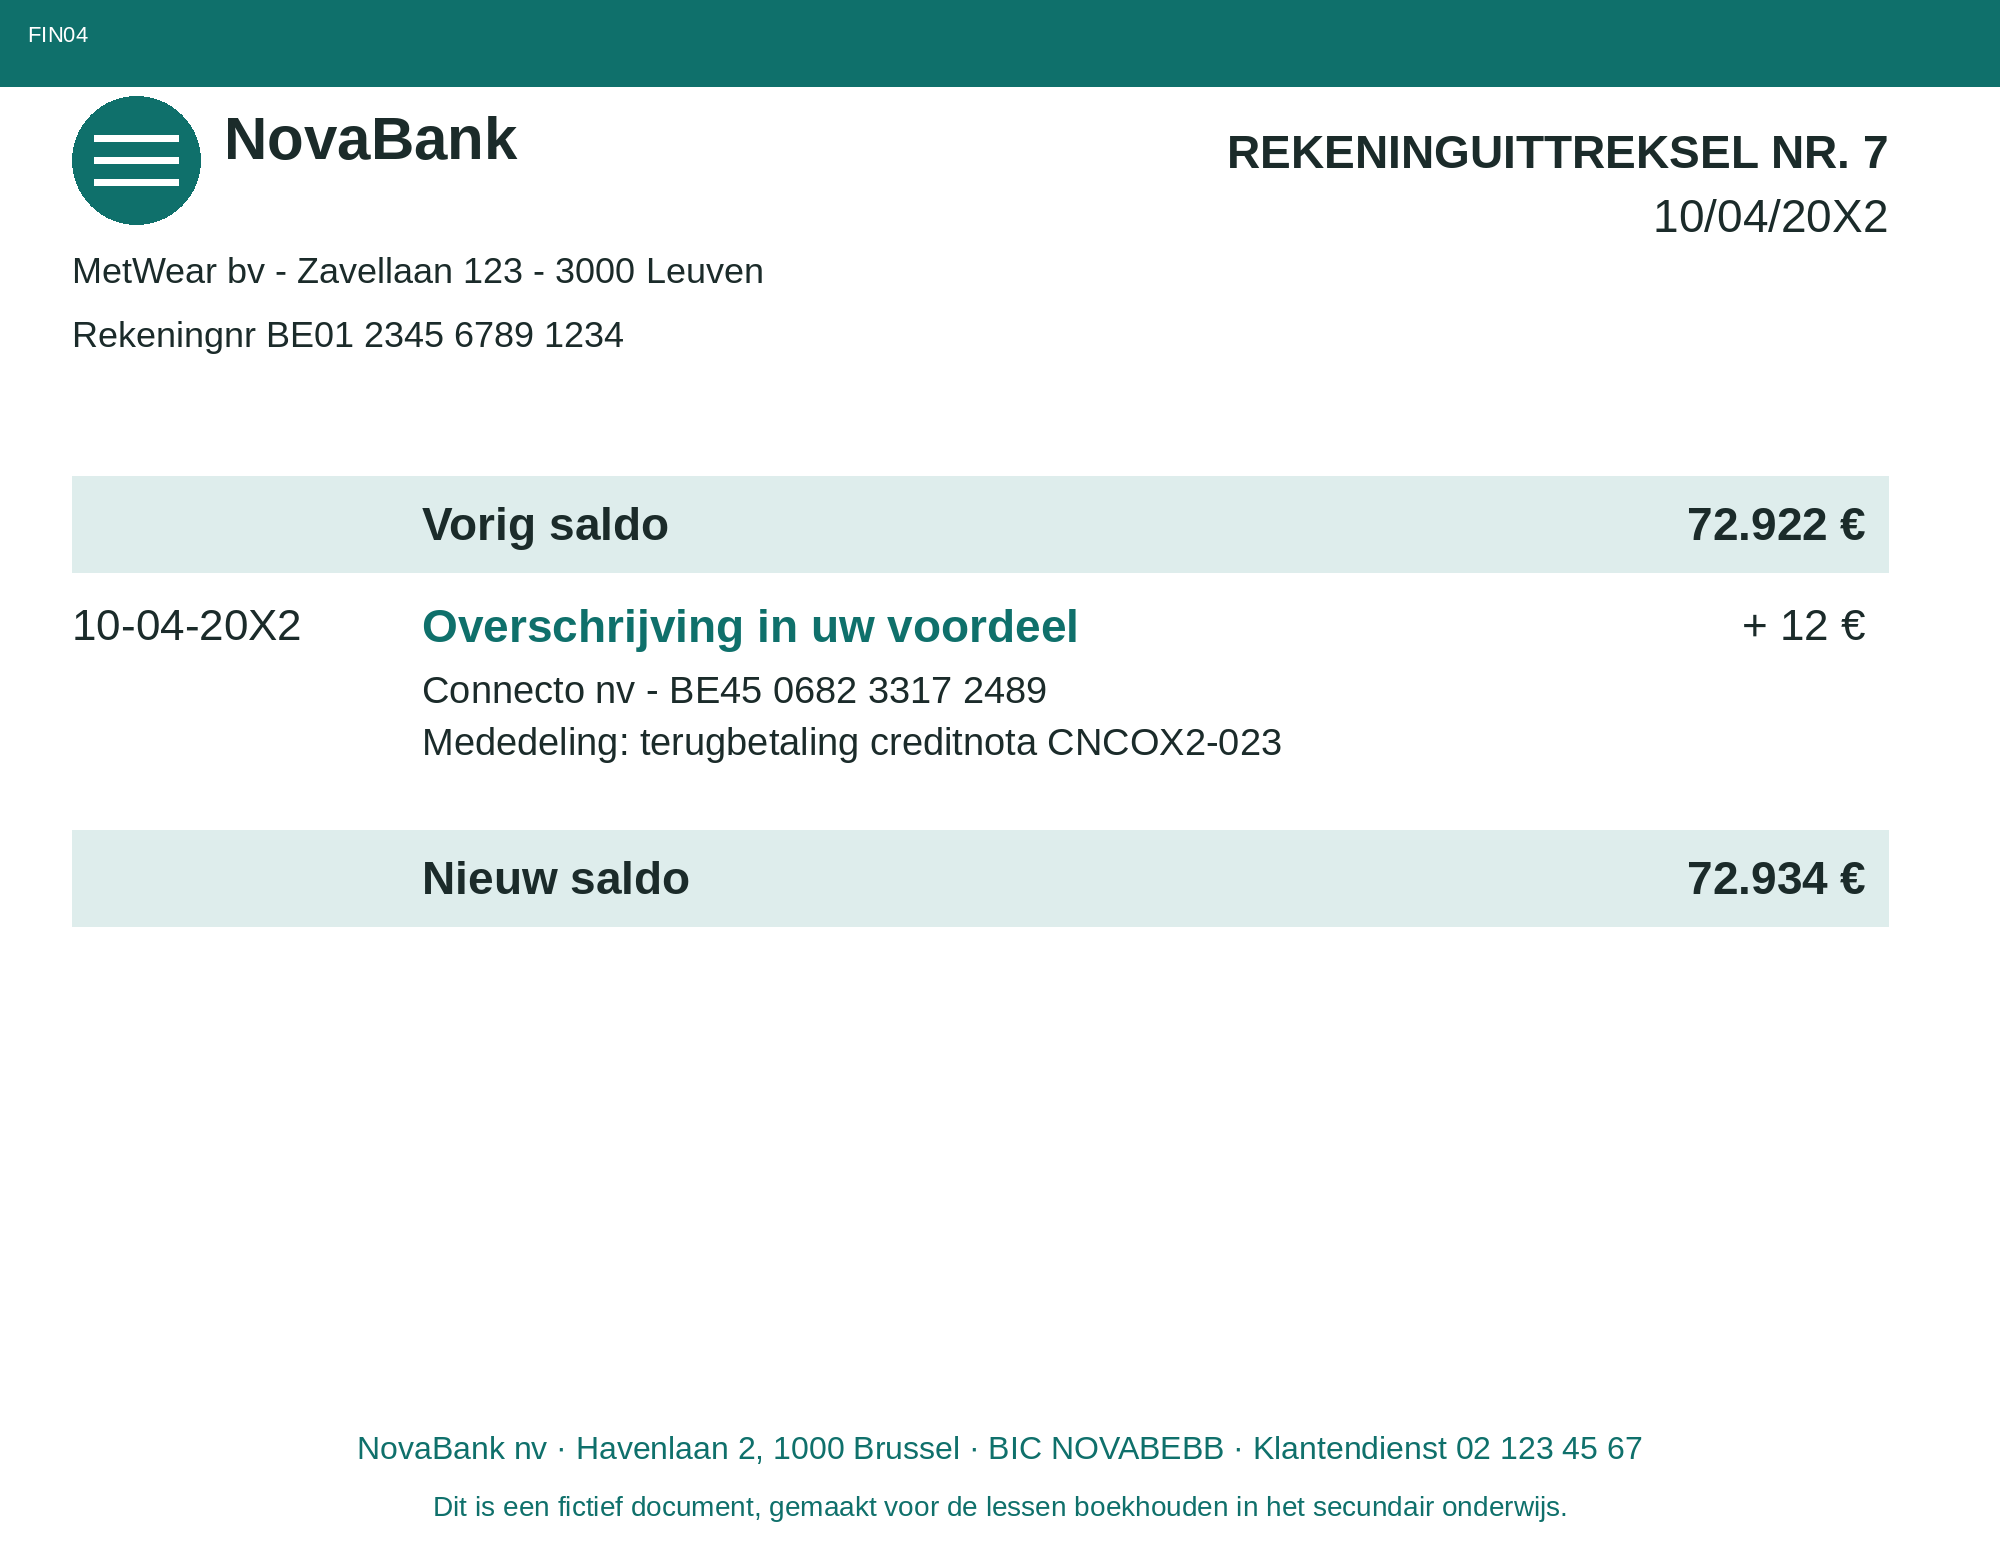 FIN04
NovaBank
REKENINGUITTREKSEL NR. 7
10/04/20X2
MetWear bv - Zavellaan 123 - 3000 Leuven
Rekeningnr BE01 2345 6789 1234
Vorig saldo 72.922 €
10-04-20X2 Overschrijving in uw voordeel + 12 €
Connecto nv - BE45 0682 3317 2489
Mededeling: terugbetaling creditnota CNCOX2-023
Nieuw saldo 72.934 €
NovaBank nv · Havenlaan 2, 1000 Brussel · BIC NOVABEBB · Klantendienst 02 123 45 67
Dit is een fictief document, gemaakt voor de lessen boekhouden in het secundair onderwijs.